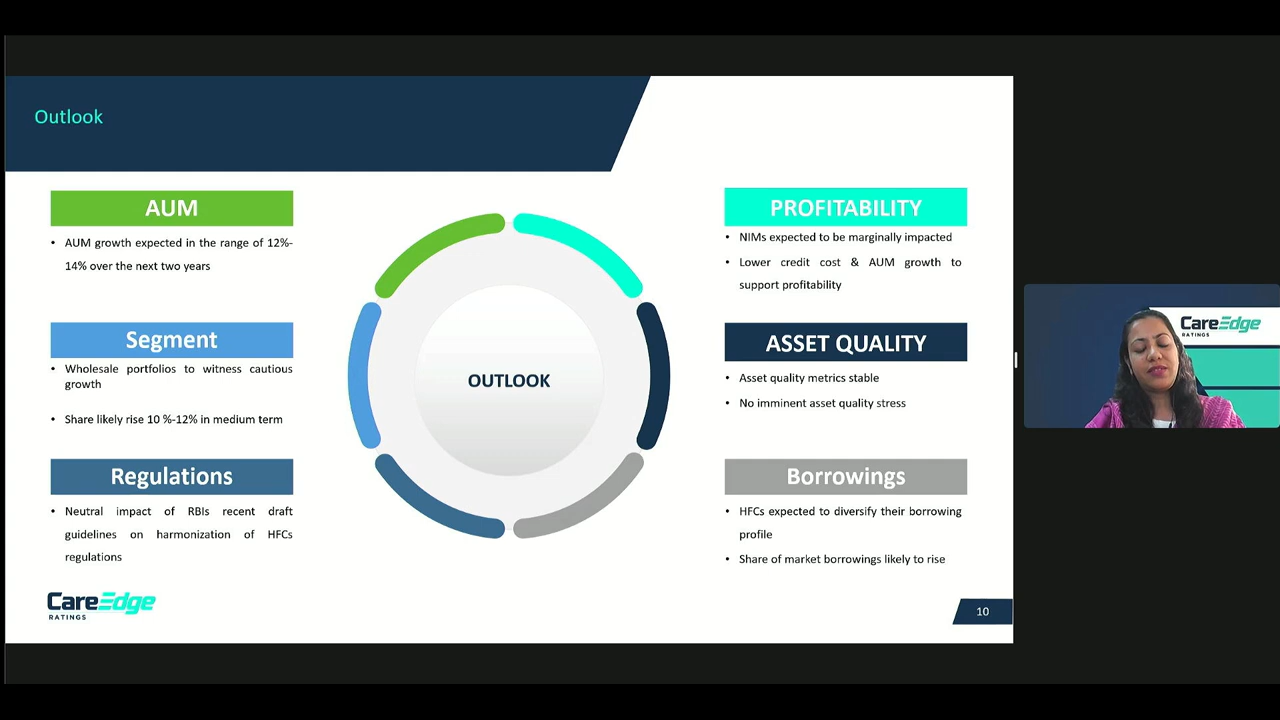 Outlook
AUM
• AUM growth expected in the range of 12%-
14% over the next two years
Segment
• Wholesale portfolios to witness cautious
growth
• Share likely rise 10 %-12% in medium term
Regulations
• Neutral impact of RBIs recent draft
guidelines on harmonization of HFCs
regulations
OUTLOOK
PROFITABILITY
• NIMs expected to be marginally impacted
• Lower credit cost & AUM growth to
support profitability
ASSET QUALITY
• Asset quality metrics stable
• No imminent asset quality stress
Borrowings
• HFCs expected to diversify their borrowing
profile
• Share of market borrowings likely to rise
CareEdge
RATINGS
10
CareEdge
RATINGS